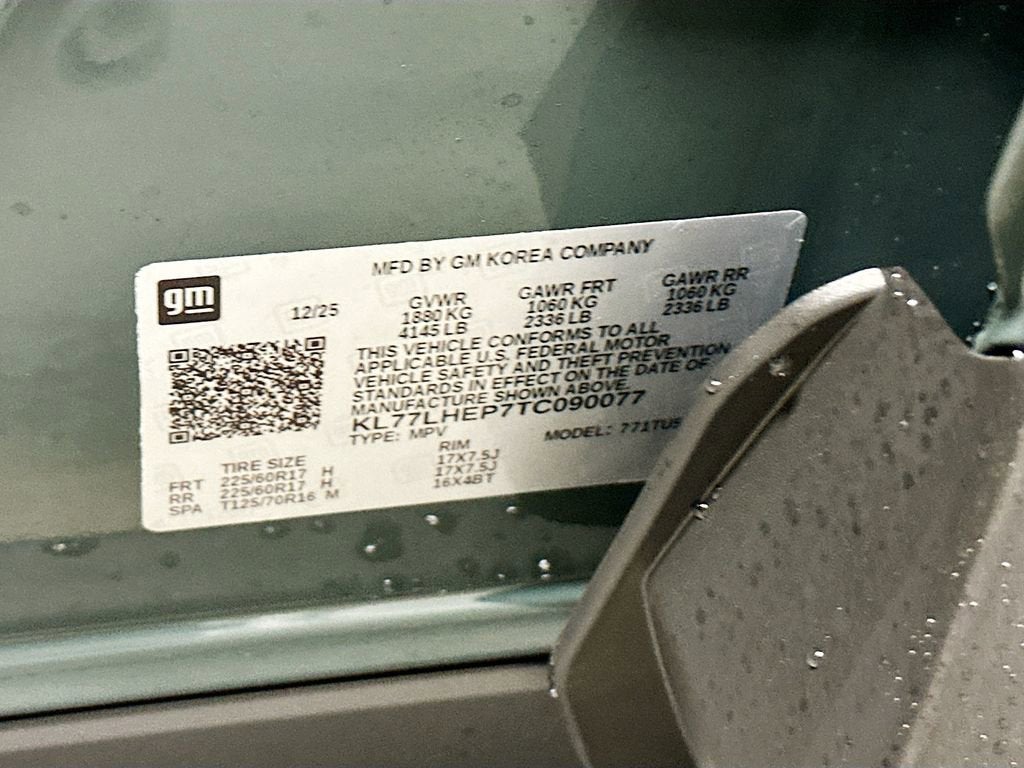 MFD BY GM KOREA COMPANY
gm
12/25
GVWR GAWR FRT GAWR RR
1880 KG 1060 KG 1060 KG
4145 LB 2336 LB 2336 LB
THIS VEHICLE CONFORMS TO ALL
APPLICABLE U.S. FEDERAL MOTOR
VEHICLE SAFETY AND THEFT PREVENTION
STANDARDS IN EFFECT ON THE DATE OF
MANUFACTURE SHOWN ABOVE.
KL77LHEP7TC090077
TYPE: MPV MODEL: 771TU5
TIRE SIZE RIM
FRT 225/60R17 H 17X7.5J
RR 225/60R17 H 17X7.5J
SPA T125/70R16 M 16X4BT